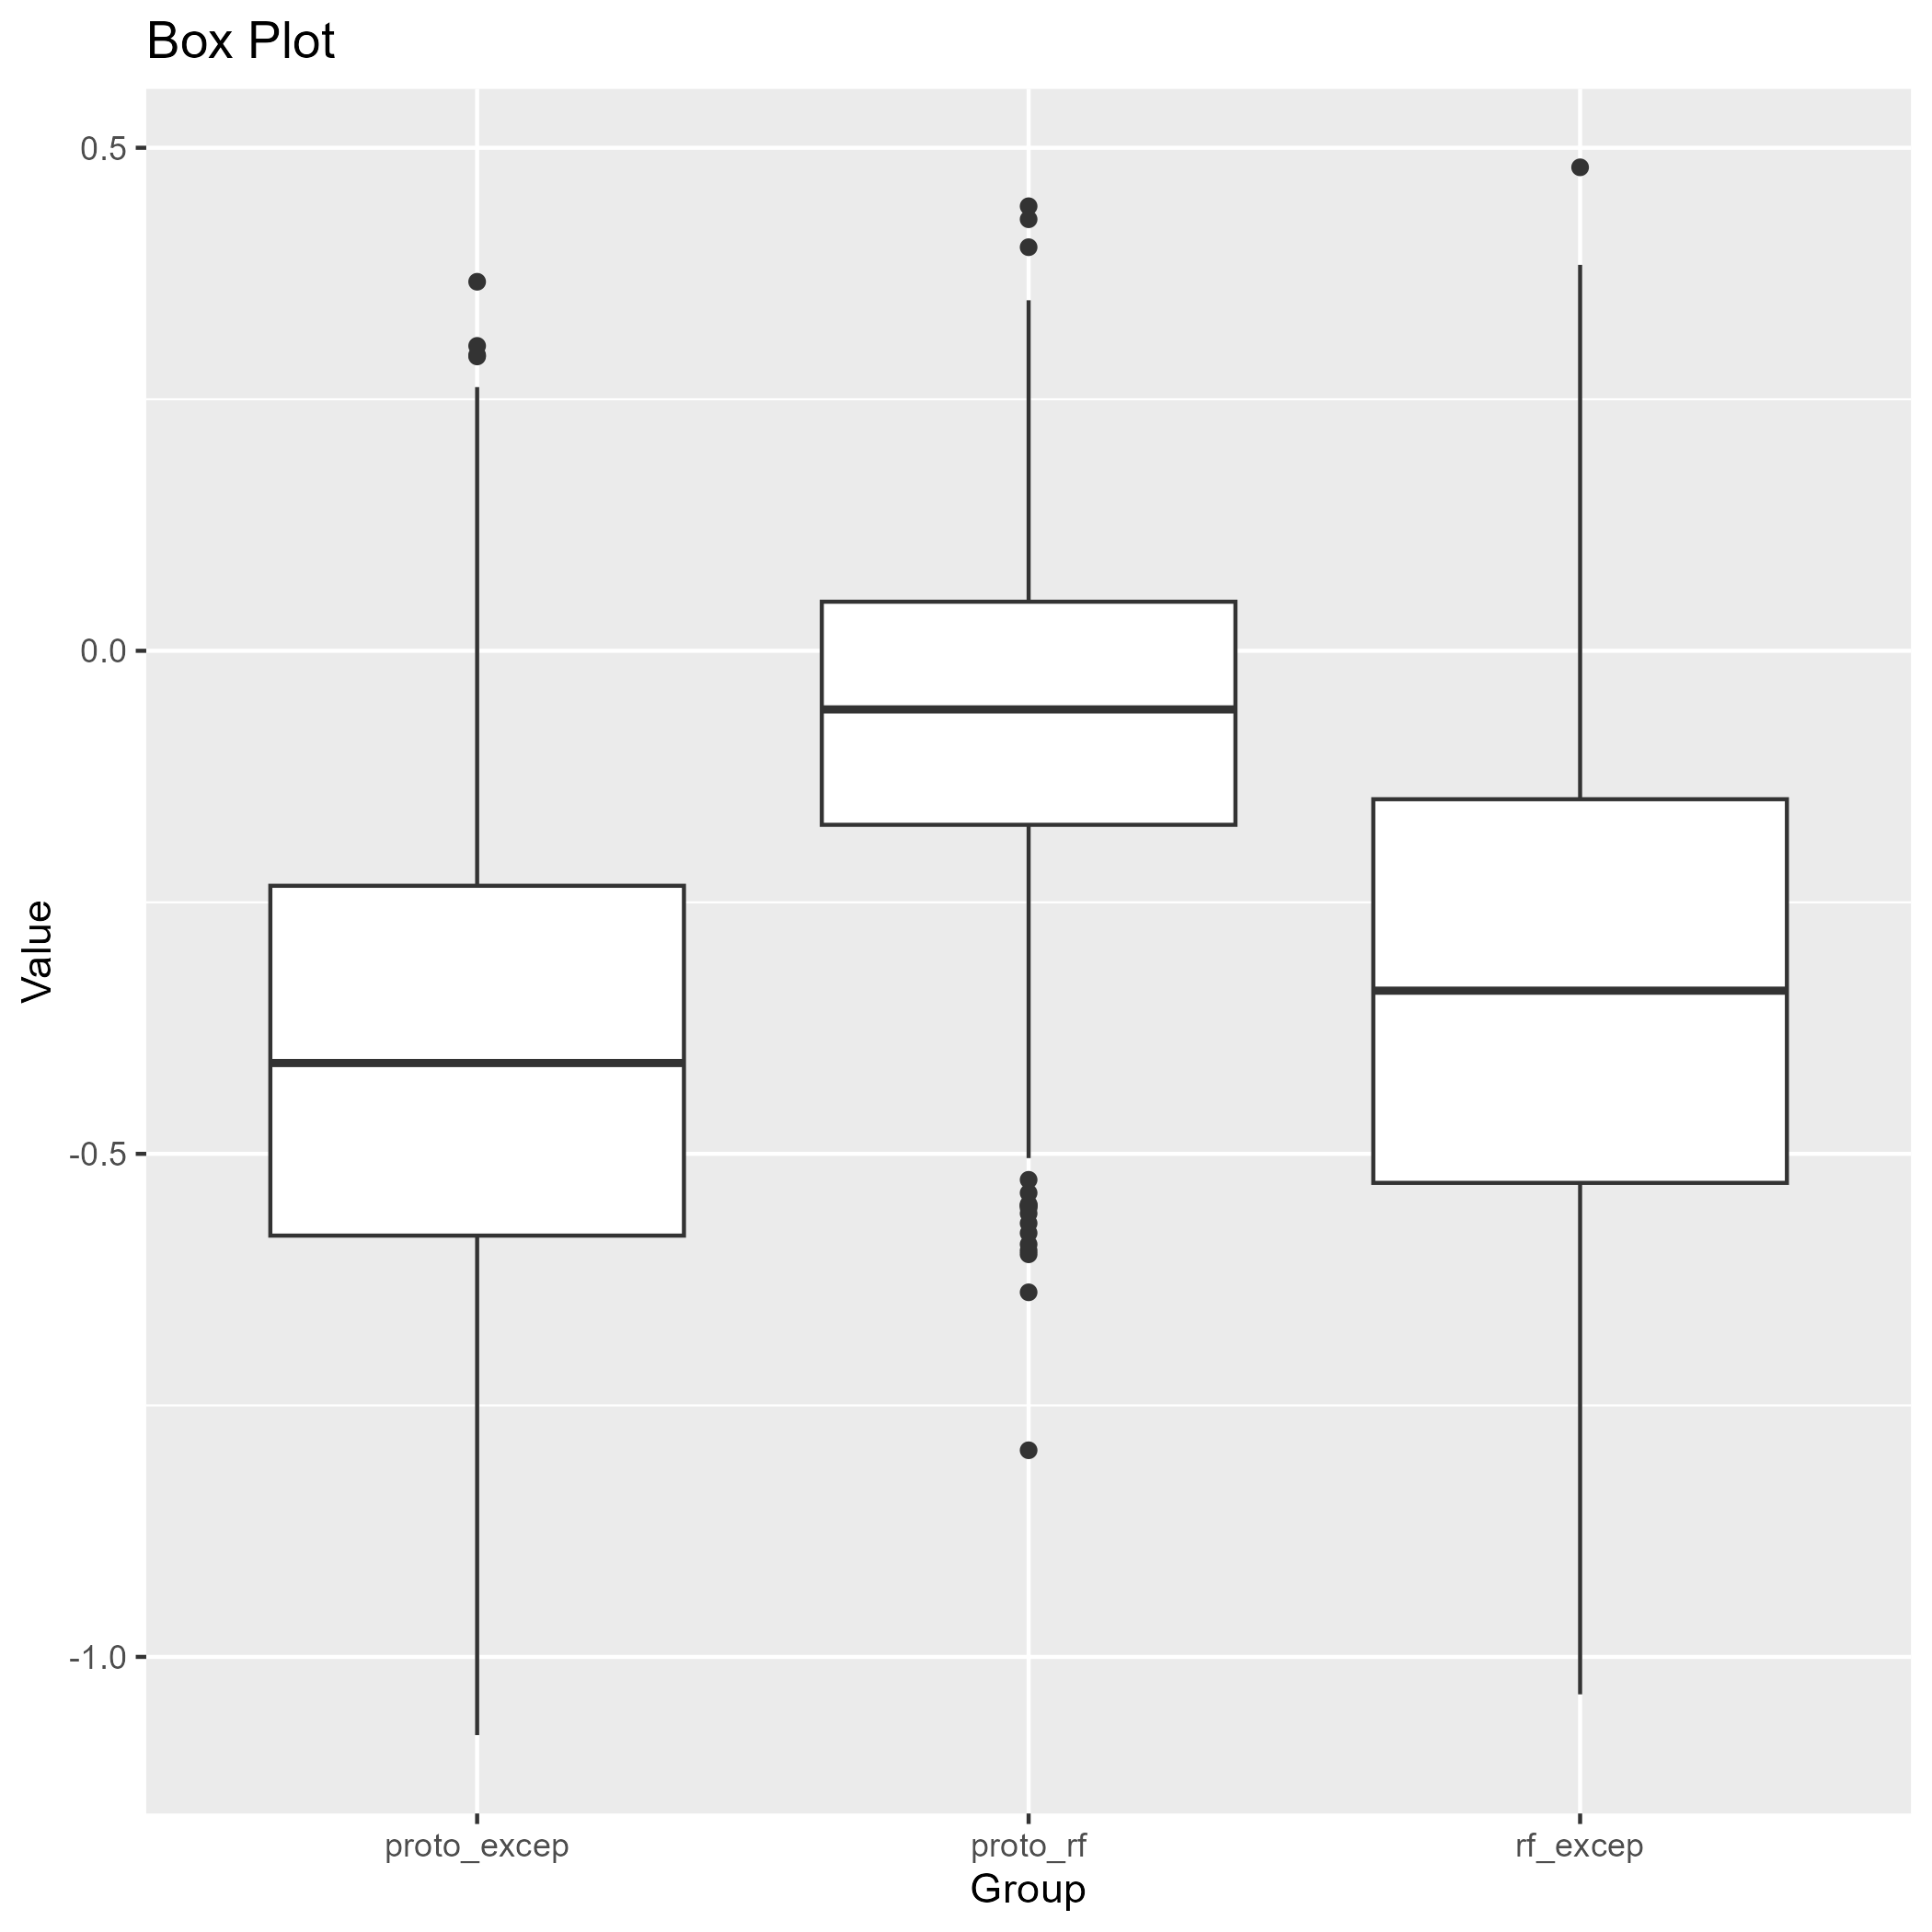 Box Plot
0.5
0.0
-0.5
-1.0
Value
proto_excep
proto_rf
rf_excep
Group